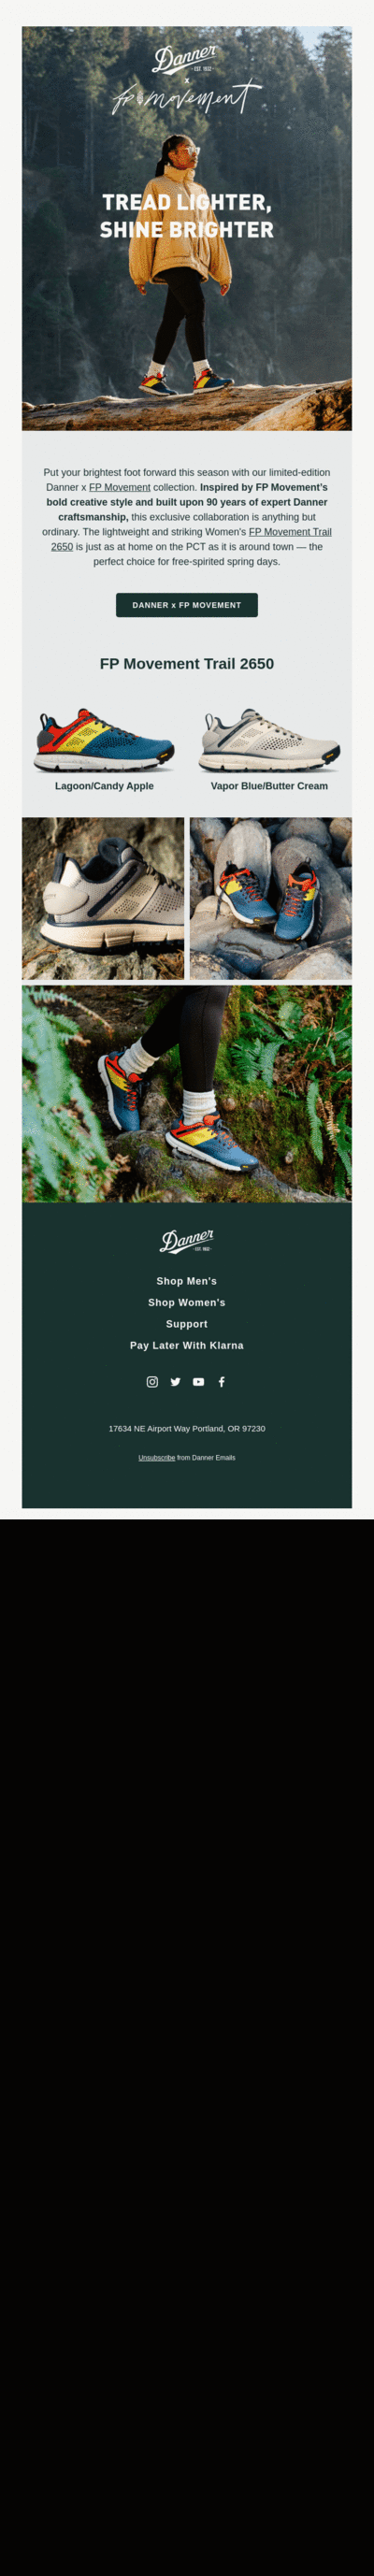 Danner
EST. 1932
x
fp movement
TREAD LIGHTER,
SHINE BRIGHTER
Put your brightest foot forward this season with our limited-edition
Danner x FP Movement collection. Inspired by FP Movement's
bold creative style and built upon 90 years of expert Danner
craftsmanship, this exclusive collaboration is anything but
ordinary. The lightweight and striking Women's FP Movement Trail
2650 is just as at home on the PCT as it is around town — the
perfect choice for free-spirited spring days.
DANNER x FP MOVEMENT
FP Movement Trail 2650
Lagoon/Candy Apple
Vapor Blue/Butter Cream
Danner
Shop Men's
Shop Women's
Support
Pay Later With Klarna
17634 NE Airport Way Portland, OR 97230
Unsubscribe from Danner Emails